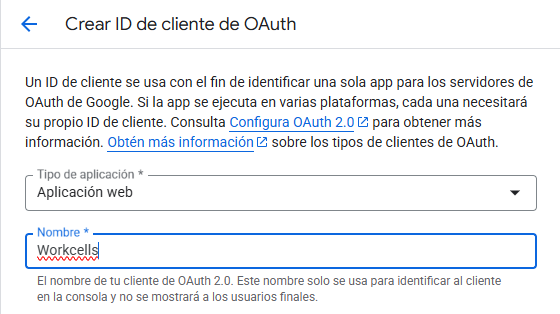 Crear ID de cliente de OAuth
Un ID de cliente se usa con el fin de identificar una sola app para los servidores de
OAuth de Google. Si la app se ejecuta en varias plataformas, cada una necesitará
su propio ID de cliente. Consulta Configura OAuth 2.0 para obtener más
información. Obtén más información sobre los tipos de clientes de OAuth.
Tipo de aplicación *
Aplicación web
Nombre *
Workcells
El nombre de tu cliente de OAuth 2.0. Este nombre solo se usa para identificar al cliente
en la consola y no se mostrará a los usuarios finales.